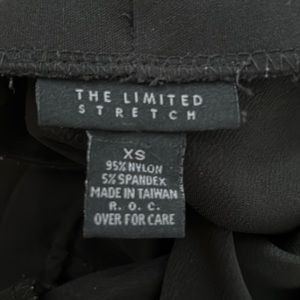 THE LIMITED
STRETCH
XS
95% NYLON
5% SPANDEX
MADE IN TAIWAN
R. O. C.
OVER FOR CARE